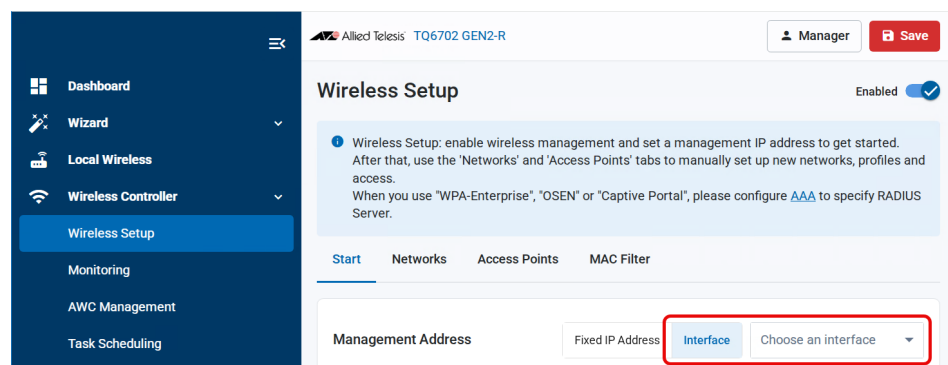 Allied Telesis TQ6702 GEN2-R
Manager
Save
Dashboard
Wizard
Local Wireless
Wireless Controller
Wireless Setup
Monitoring
AWC Management
Task Scheduling
Wireless Setup
Enabled
Wireless Setup: enable wireless management and set a management IP address to get started.
After that, use the 'Networks' and 'Access Points' tabs to manually set up new networks, profiles and
access.
When you use "WPA-Enterprise", "OSEN" or "Captive Portal", please configure AAA to specify RADIUS
Server.
Start Networks Access Points MAC Filter
Management Address
Fixed IP Address Interface Choose an interface